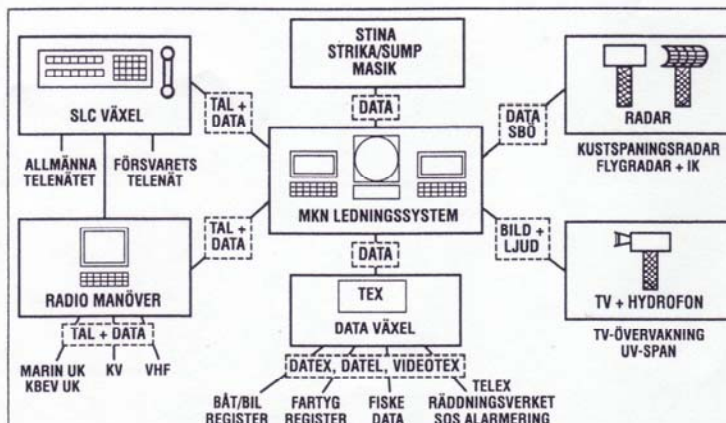 STINA
STRIKA/SUMP
MASIK
SLC VÄXEL
TAL +
DATA
DATA
DATA
SBÖ
RADAR
ALLMÄNNA
TELENÄTET
FÖRSVARETS
TELENÄT
KUSTSPANINGSRADAR
FLYGRADAR + IK
MKN LEDNINGSSYSTEM
TAL +
DATA
BILD +
LJUD
RADIO MANÖVER
DATA
TEX
DATA VÄXEL
TV + HYDROFON
TAL + DATA
MARIN UK
KBEV UK
KV
VHF
TV-ÖVERVAKNING
UV-SPAN
DATEX, DATEL, VIDEOTEX
BÅT/BIL
REGISTER
FARTYG
REGISTER
FISKE
DATA
TELEX
RÄDDNINGSVERKET
SOS ALARMERING